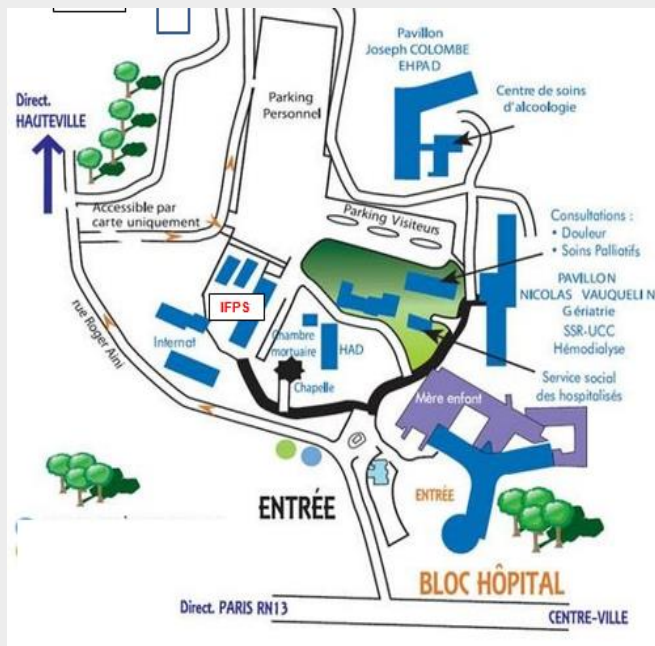 Pavillon
Joseph COLOMBE
EHPAD
Direct.
HAUTEVILLE
Parking
Personnel
Centre de soins
d'alcoologie
Accessible par
carte uniquement
Parking Visiteurs
Consultations :
• Douleur
• Soins Palliatifs
PAVILLON
NICOLAS VAUQUELIN
Gériatrie
SSR-UCC
Hémodialyse
IFPS
rue Roger Aini
Internat
Chambre
mortuaire
HAD
Chapelle
Service social
des hospitalisés
Mère enfant
ENTRÉE
ENTRÉE
BLOC HÔPITAL
Direct. PARIS RN13
CENTRE-VILLE